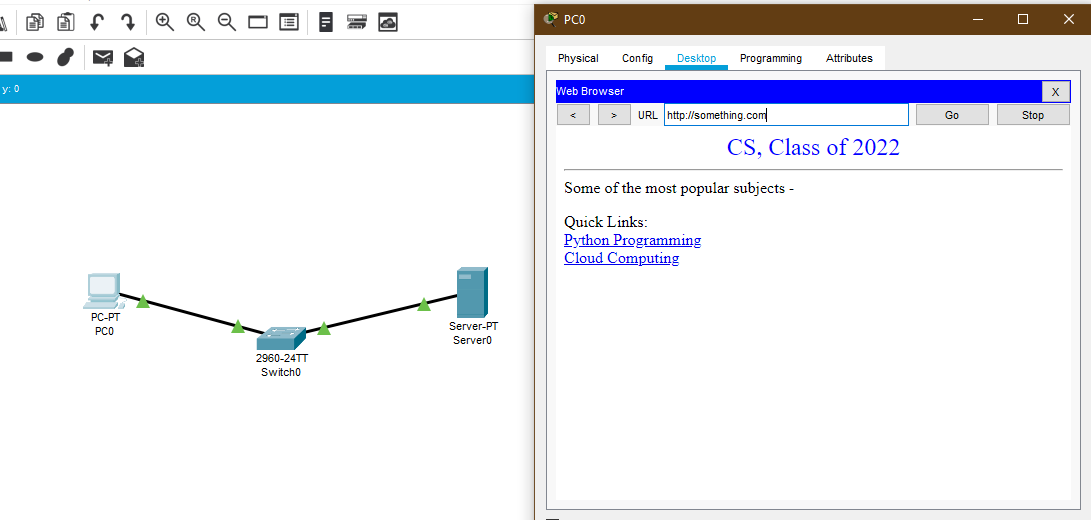 y: 0
PC-PT
PC0
2960-24TT
Switch0
Server-PT
Server0
PC0
Physical Config Desktop Programming Attributes
Web Browser X
< > URL http://something.com Go Stop
CS, Class of 2022
Some of the most popular subjects -
Quick Links:
Python Programming
Cloud Computing